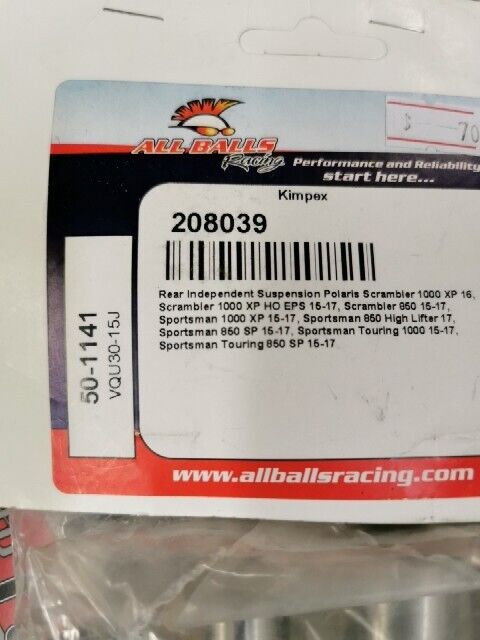 $ 70
ALL BALLS
Racing
Performance and Reliability
start here...
Kimpex
208039
Rear Independent Suspension Polaris Scrambler 1000 XP 16,
Scrambler 1000 XP HO EPS 15-17, Scrambler 850 15-17,
Sportsman 1000 XP 15-17, Sportsman 850 High Lifter 17,
Sportsman 850 SP 15-17, Sportsman Touring 1000 15-17,
Sportsman Touring 850 SP 15-17
50-1141
VQU30-15J
www.allballsracing.com